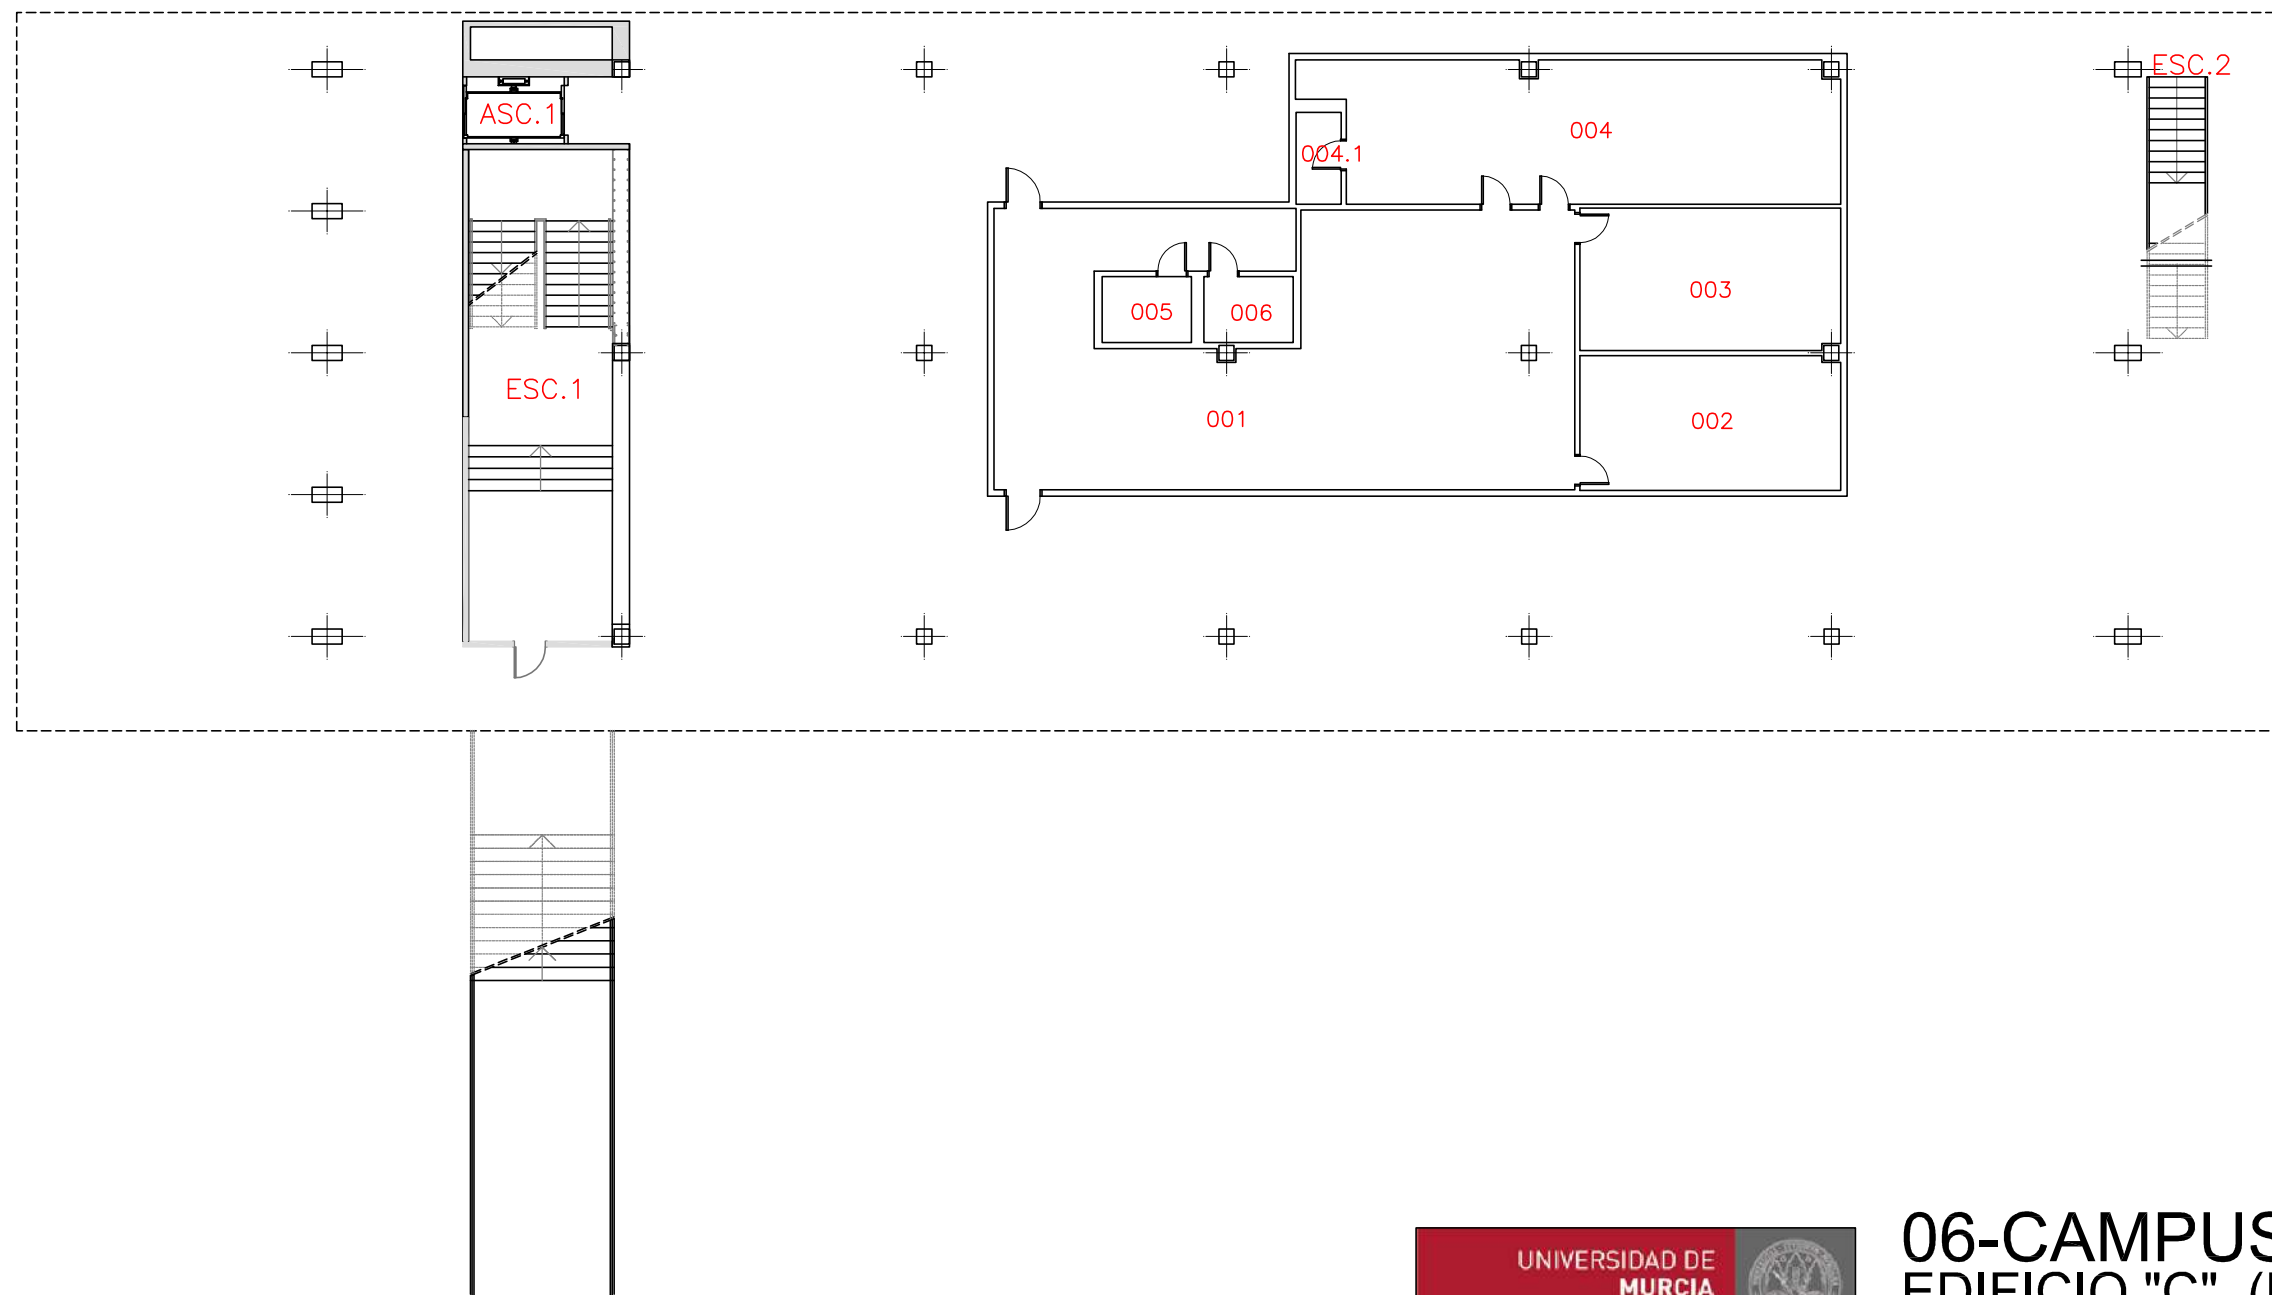 ESC.2
ASC.1
004
004.1
003
005
006
ESC.1
001
002
UNIVERSIDAD DE
MURCIA
06-CAMPUS
EDIFICIO "C"